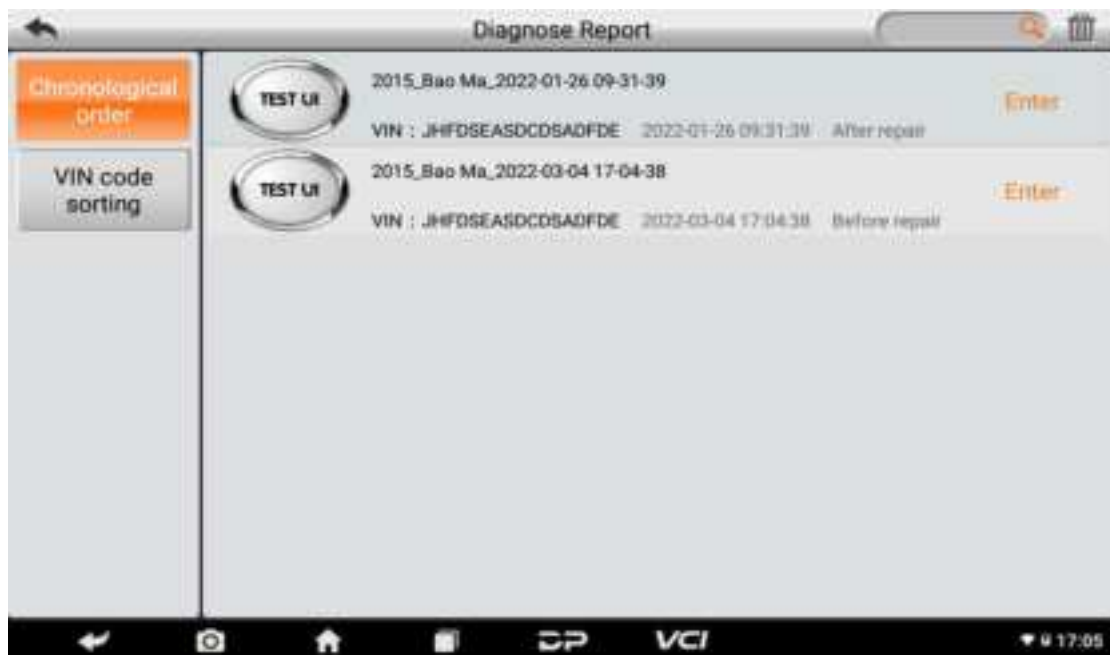 Diagnose Report
Chronological
order
VIN code
sorting
TEST UI
2015_Bao Ma_2022-01-26 09-31-39
VIN : JHFDSEASDCDSADFDE 2022-01-26 09:31:39 After repair
Enter
TEST UI
2015_Bao Ma_2022-03-04 17-04-38
VIN : JHFDSEASDCDSADFDE 2022-03-04 17:04:38 Before repair
Enter
DP VCI 17:05